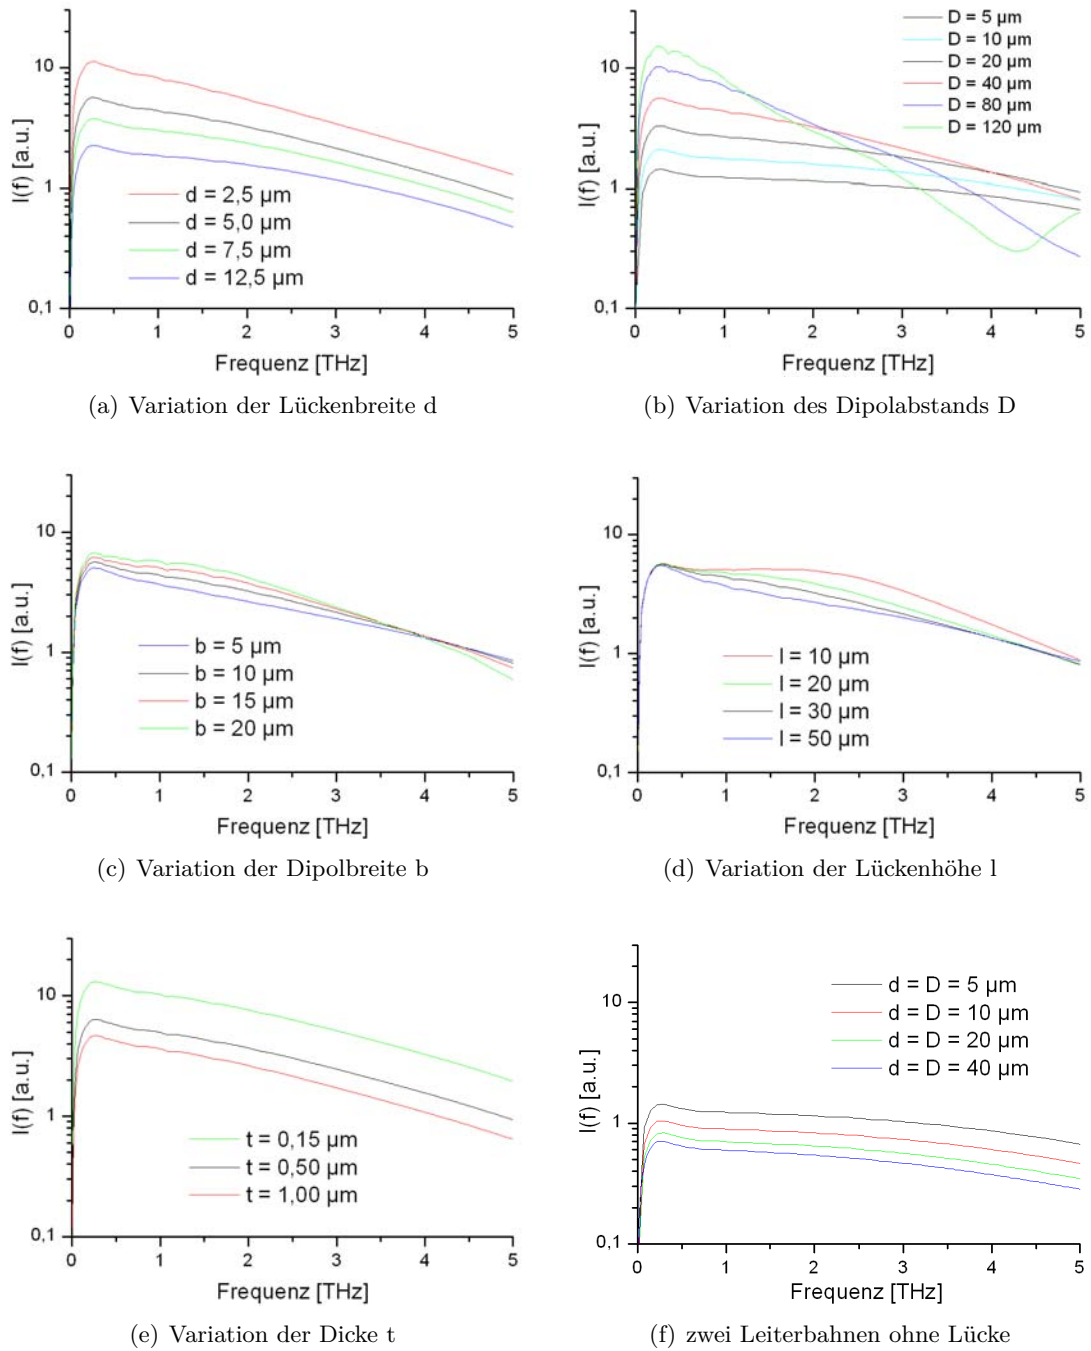 10
1
0,1
I(f) [a.u.]
d = 2,5 µm
d = 5,0 µm
d = 7,5 µm
d = 12,5 µm
0 1 2 3 4 5
Frequenz [THz]
(a) Variation der Lückenbreite d
10
1
0,1
I(f) [a.u.]
D = 5 µm
D = 10 µm
D = 20 µm
D = 40 µm
D = 80 µm
D = 120 µm
0 1 2 3 4 5
Frequenz [THz]
(b) Variation des Dipolabstands D
10
1
0,1
I(f) [a.u.]
b = 5 µm
b = 10 µm
b = 15 µm
b = 20 µm
0 1 2 3 4 5
Frequenz [THz]
(c) Variation der Dipolbreite b
10
1
0,1
I(f) [a.u.]
l = 10 µm
l = 20 µm
l = 30 µm
l = 50 µm
0 1 2 3 4 5
Frequenz [THz]
(d) Variation der Lückenhöhe l
10
1
0,1
I(f) [a.u.]
t = 0,15 µm
t = 0,50 µm
t = 1,00 µm
0 1 2 3 4 5
Frequenz [THz]
(e) Variation der Dicke t
10
1
0,1
I(f) [a.u.]
d = D = 5 µm
d = D = 10 µm
d = D = 20 µm
d = D = 40 µm
0 1 2 3 4 5
Frequenz [THz]
(f) zwei Leiterbahnen ohne Lücke